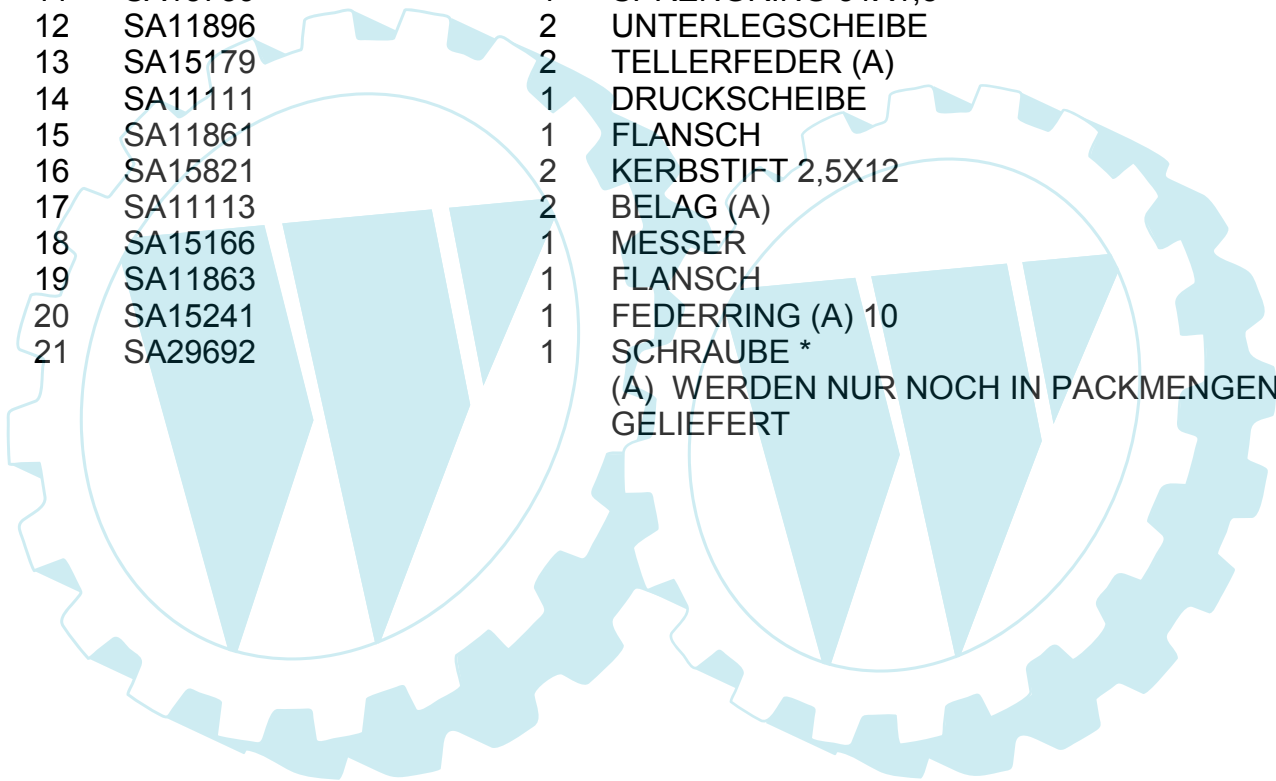 12 SA11896 2 UNTERLEGSCHEIBE
13 SA15179 2 TELLERFEDER (A)
14 SA11111 1 DRUCKSCHEIBE
15 SA11861 1 FLANSCH
16 SA15821 2 KERBSTIFT 2,5X12
17 SA11113 2 BELAG (A)
18 SA15166 1 MESSER
19 SA11863 1 FLANSCH
20 SA15241 1 FEDERRING (A) 10
21 SA29692 1 SCHRAUBE *
(A) WERDEN NUR NOCH IN PACKMENGEN
GELIEFERT